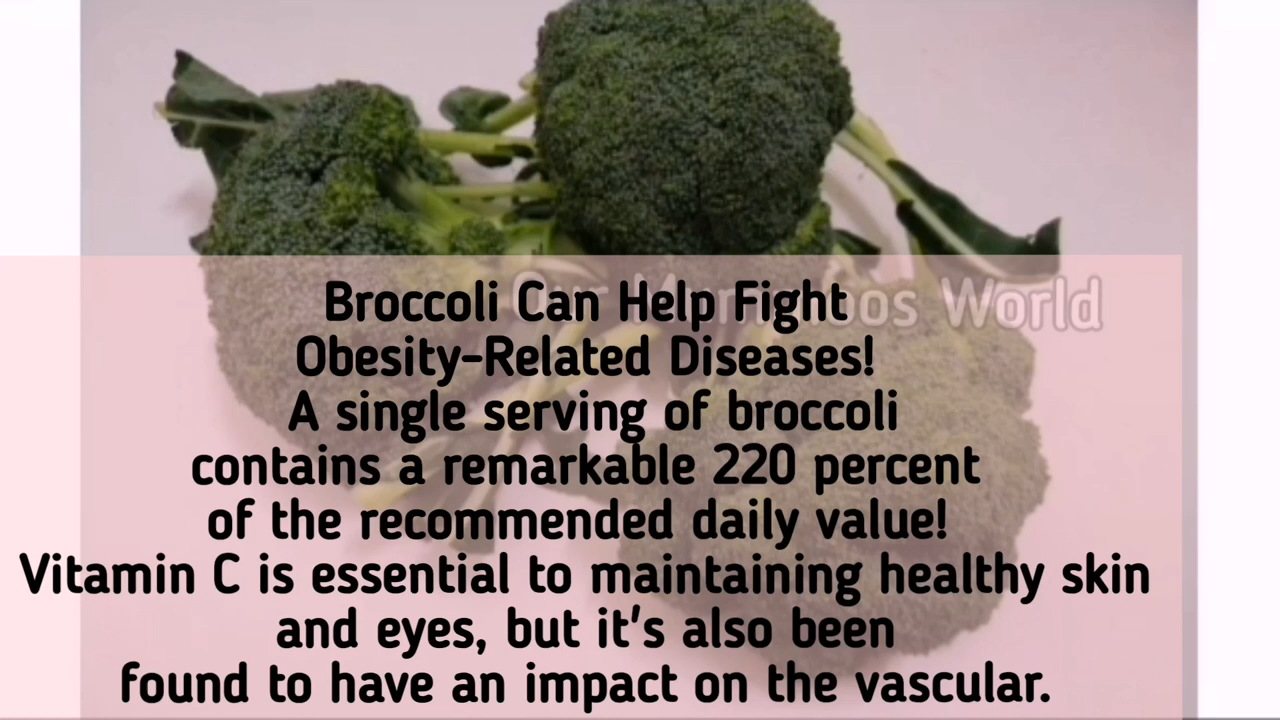 Broccoli Can Help Fight
Obesity-Related Diseases!
A single serving of broccoli
contains a remarkable 220 percent
of the recommended daily value!
Vitamin C is essential to maintaining healthy skin
and eyes, but it's also been
found to have an impact on the vascular.
World